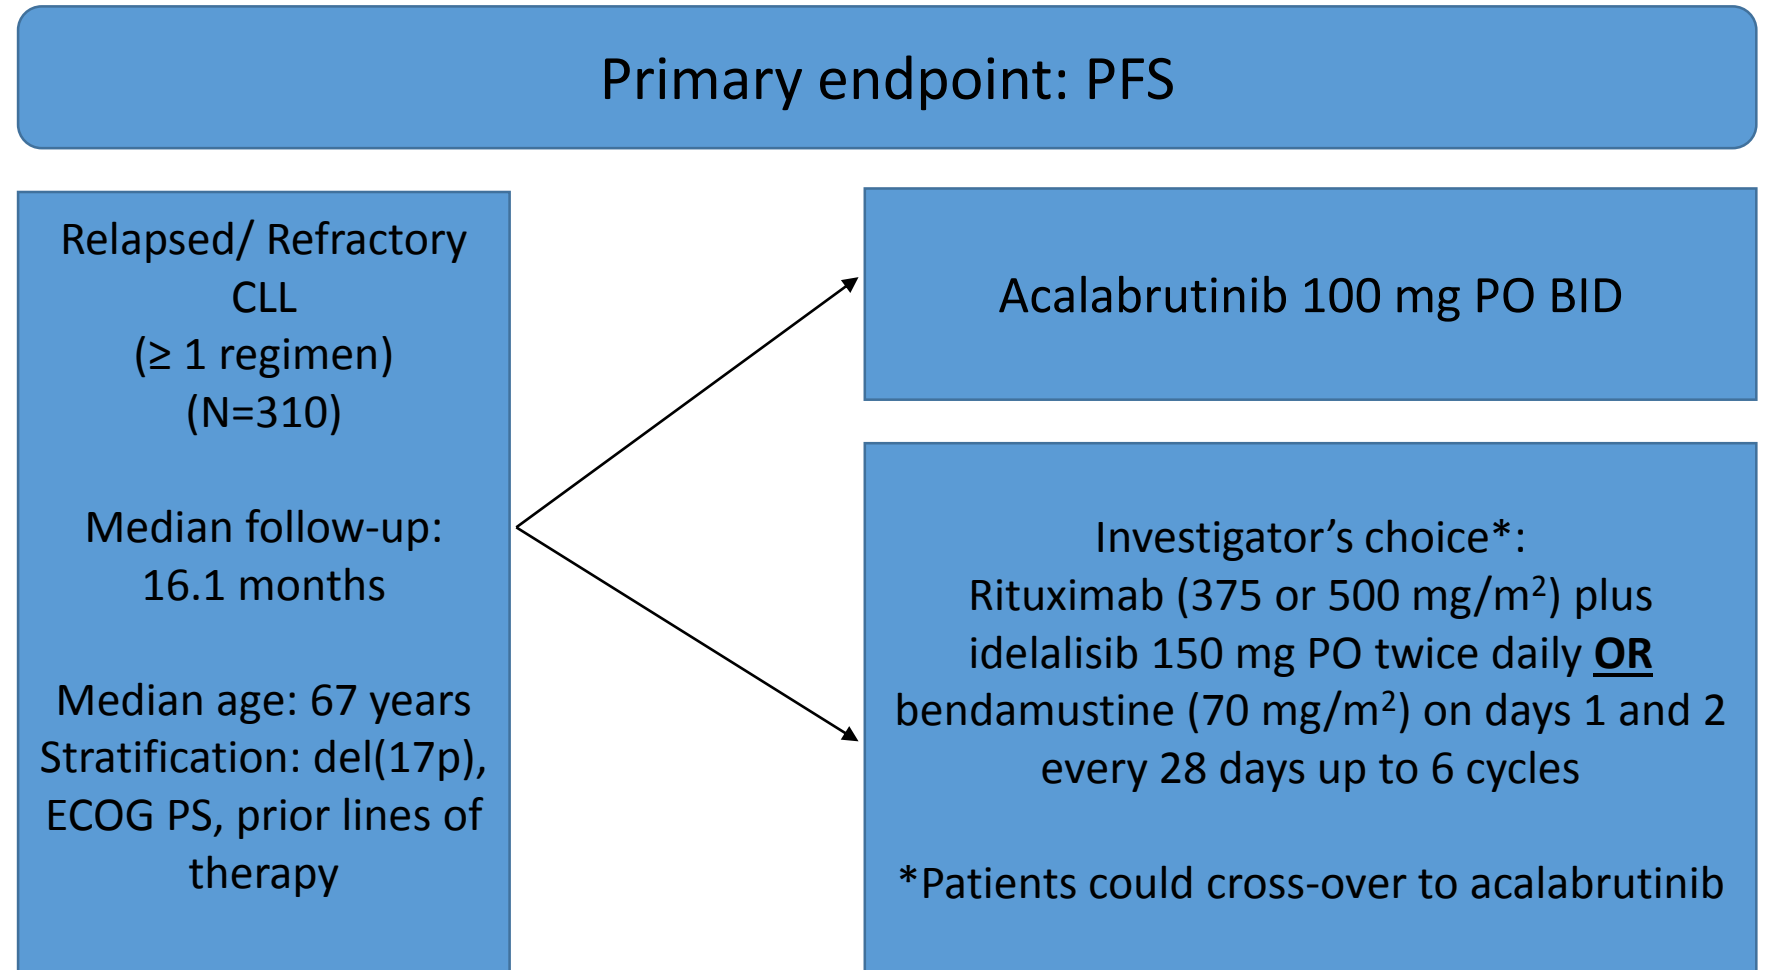 Primary endpoint: PFS
Relapsed/ Refractory
CLL
(≥ 1 regimen)
(N=310)
Median follow-up:
16.1 months
Median age: 67 years
Stratification: del(17p),
ECOG PS, prior lines of
therapy
Acalabrutinib 100 mg PO BID
Investigator’s choice*:
Rituximab (375 or 500 mg/m²) plus
idelalisib 150 mg PO twice daily OR
bendamustine (70 mg/m²) on days 1 and 2
every 28 days up to 6 cycles
*Patients could cross-over to acalabrutinib